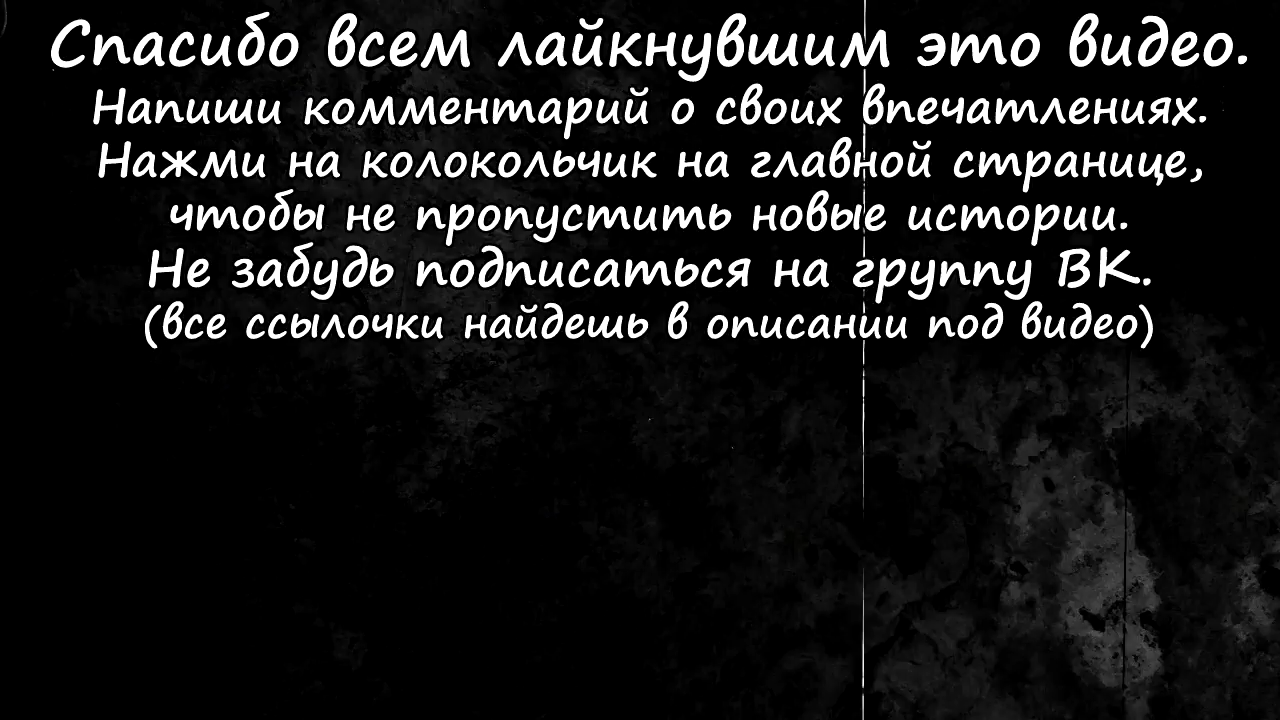 Спасибо всем лайкнувшим это видео.
Напиши комментарий о своих впечатлениях.
Нажми на колокольчик на главной странице,
чтобы не пропустить новые истории.
Не забудь подписаться на группу ВК.
(все ссылочки найдешь в описании под видео)